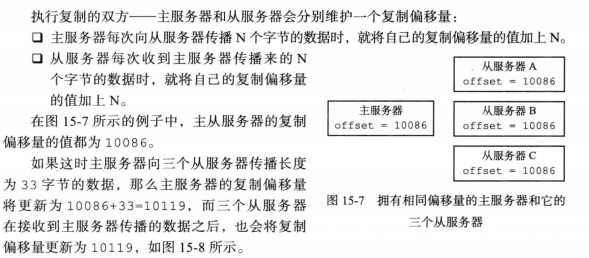 执行复制的双方——主服务器和从服务器会分别维护一个复制偏移量：
❑ 主服务器每次向从服务器传播 N 个字节的数据时，就将自己的复制偏移量的值加上 N。
❑ 从服务器每次收到主服务器传播来的 N
个字节的数据时，就将自己的复制偏移量
的值加上 N。
在图 15-7 所示的例子中，主从服务器的复制
偏移量的值都为 10086。
如果这时主服务器向三个从服务器传播长度
为 33 字节的数据，那么主服务器的复制偏移量
将更新为 10086+33=10119，而三个从服务器
在接收到主服务器传播的数据之后，也会将复制
偏移量更新为 10119，如图 15-8 所示。
主服务器
offset = 10086
从服务器 A
offset = 10086
从服务器 B
offset = 10086
从服务器 C
offset = 10086
图 15-7 拥有相同偏移量的主服务器和它的
三个从服务器